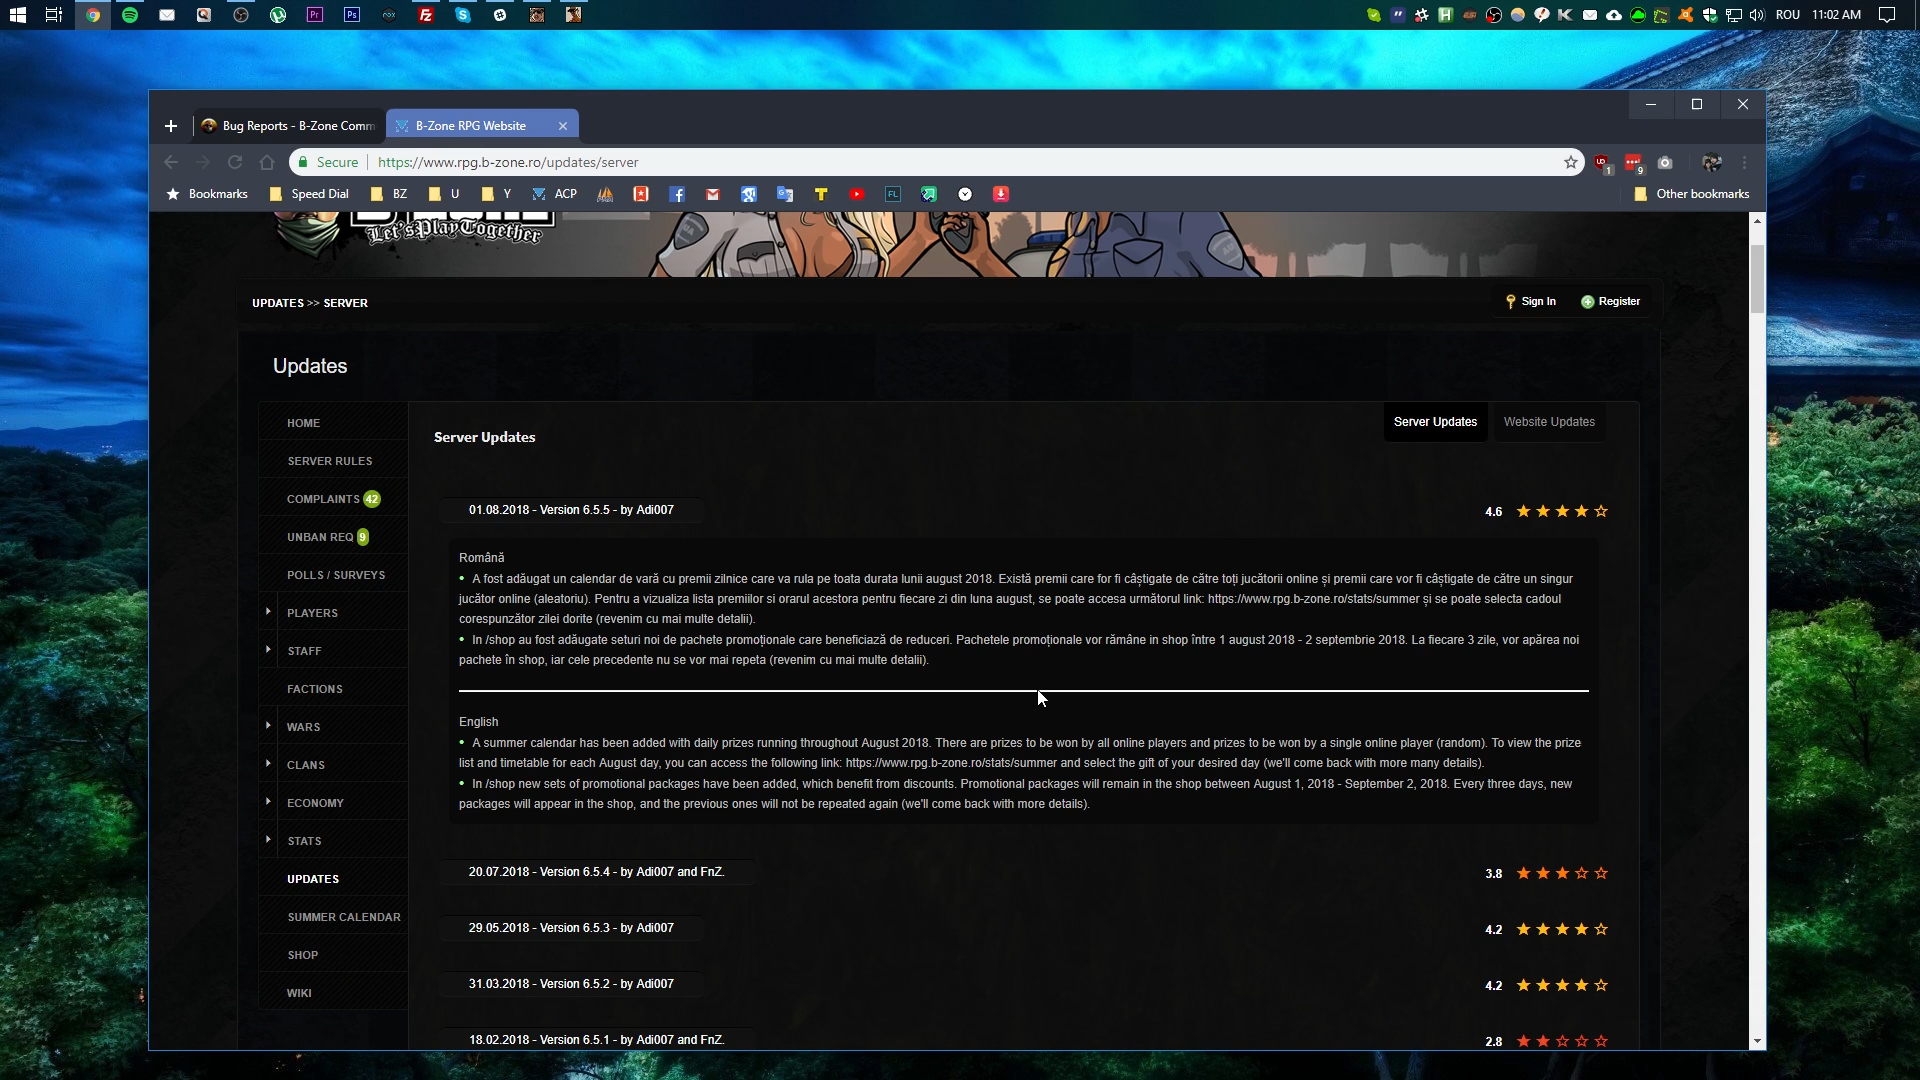 ROU 11:02 AM
Bug Reports - B-Zone Comm
B-Zone RPG Website
Secure https://www.rpg.b-zone.ro/updates/server
1
9
Bookmarks Speed Dial BZ U Y ACP Other bookmarks
Let'sPlayTogether
UPDATES >> SERVER
Sign In Register
Updates
HOME
SERVER RULES
COMPLAINTS 42
UNBAN REQ 9
POLLS / SURVEYS
PLAYERS
STAFF
FACTIONS
WARS
CLANS
ECONOMY
STATS
UPDATES
SUMMER CALENDAR
SHOP
WIKI
Server Updates
Server Updates Website Updates
01.08.2018 - Version 6.5.5 - by Adi007 4.6
Română
• A fost adăugat un calendar de vară cu premii zilnice care va rula pe toata durata lunii august 2018. Există premii care for fi câștigate de către toți jucătorii online și premii care vor fi câștigate de către un singur
jucător online (aleatoriu). Pentru a vizualiza lista premiilor si orarul acestora pentru fiecare zi din luna august, se poate accesa următorul link: https://www.rpg.b-zone.ro/stats/summer și se poate selecta cadoul
corespunzător zilei dorite (revenim cu mai multe detalii).
• In /shop au fost adăugate seturi noi de pachete promoționale care beneficiază de reduceri. Pachetele promoționale vor rămâne in shop între 1 august 2018 - 2 septembrie 2018. La fiecare 3 zile, vor apărea noi
pachete în shop, iar cele precedente nu se vor mai repeta (revenim cu mai multe detalii).
English
• A summer calendar has been added with daily prizes running throughout August 2018. There are prizes to be won by all online players and prizes to be won by a single online player (random). To view the prize
list and timetable for each August day, you can access the following link: https://www.rpg.b-zone.ro/stats/summer and select the gift of your desired day (we'll come back with more many details).
• In /shop new sets of promotional packages have been added, which benefit from discounts. Promotional packages will remain in the shop between August 1, 2018 - September 2, 2018. Every three days, new
packages will appear in the shop, and the previous ones will not be repeated again (we'll come back with more details).
20.07.2018 - Version 6.5.4 - by Adi007 and FnZ. 3.8
29.05.2018 - Version 6.5.3 - by Adi007 4.2
31.03.2018 - Version 6.5.2 - by Adi007 4.2
18.02.2018 - Version 6.5.1 - by Adi007 and FnZ. 2.8